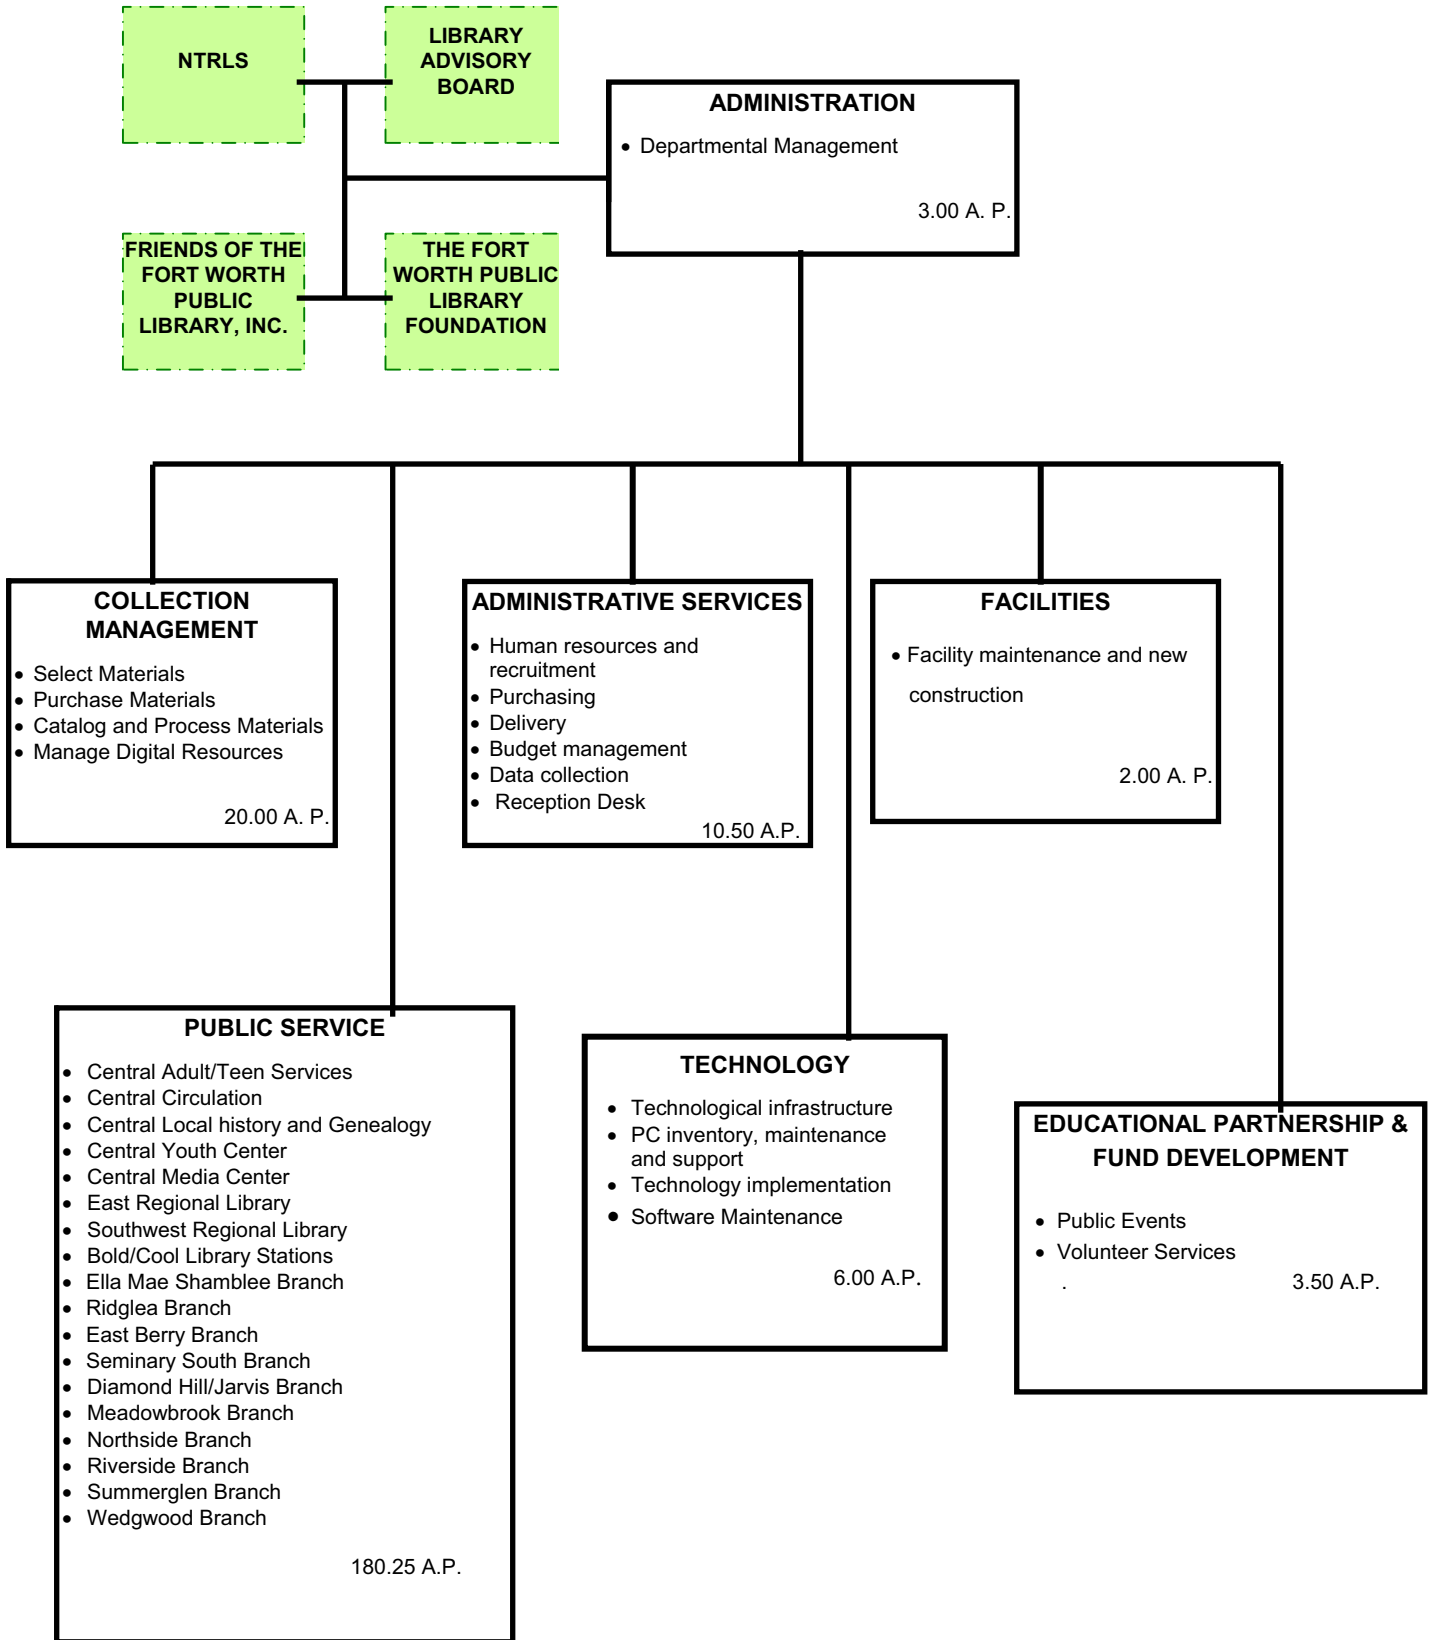 NTRLS
LIBRARY
ADVISORY
BOARD
FRIENDS OF THE
FORT WORTH
PUBLIC
LIBRARY, INC.
THE FORT
WORTH PUBLIC
LIBRARY
FOUNDATION
ADMINISTRATION
• Departmental Management
3.00 A. P.
COLLECTION
MANAGEMENT
• Select Materials
• Purchase Materials
• Catalog and Process Materials
• Manage Digital Resources
20.00 A. P.
ADMINISTRATIVE SERVICES
• Human resources and
recruitment
• Purchasing
• Delivery
• Budget management
• Data collection
• Reception Desk
10.50 A.P.
FACILITIES
• Facility maintenance and new
construction
2.00 A. P.
PUBLIC SERVICE
• Central Adult/Teen Services
• Central Circulation
• Central Local history and Genealogy
• Central Youth Center
• Central Media Center
• East Regional Library
• Southwest Regional Library
• Bold/Cool Library Stations
• Ella Mae Shamblee Branch
• Ridglea Branch
• East Berry Branch
• Seminary South Branch
• Diamond Hill/Jarvis Branch
• Meadowbrook Branch
• Northside Branch
• Riverside Branch
• Summerglen Branch
• Wedgwood Branch
180.25 A.P.
TECHNOLOGY
• Technological infrastructure
• PC inventory, maintenance
and support
• Technology implementation
• Software Maintenance
6.00 A.P.
EDUCATIONAL PARTNERSHIP &
FUND DEVELOPMENT
• Public Events
• Volunteer Services
. 3.50 A.P.